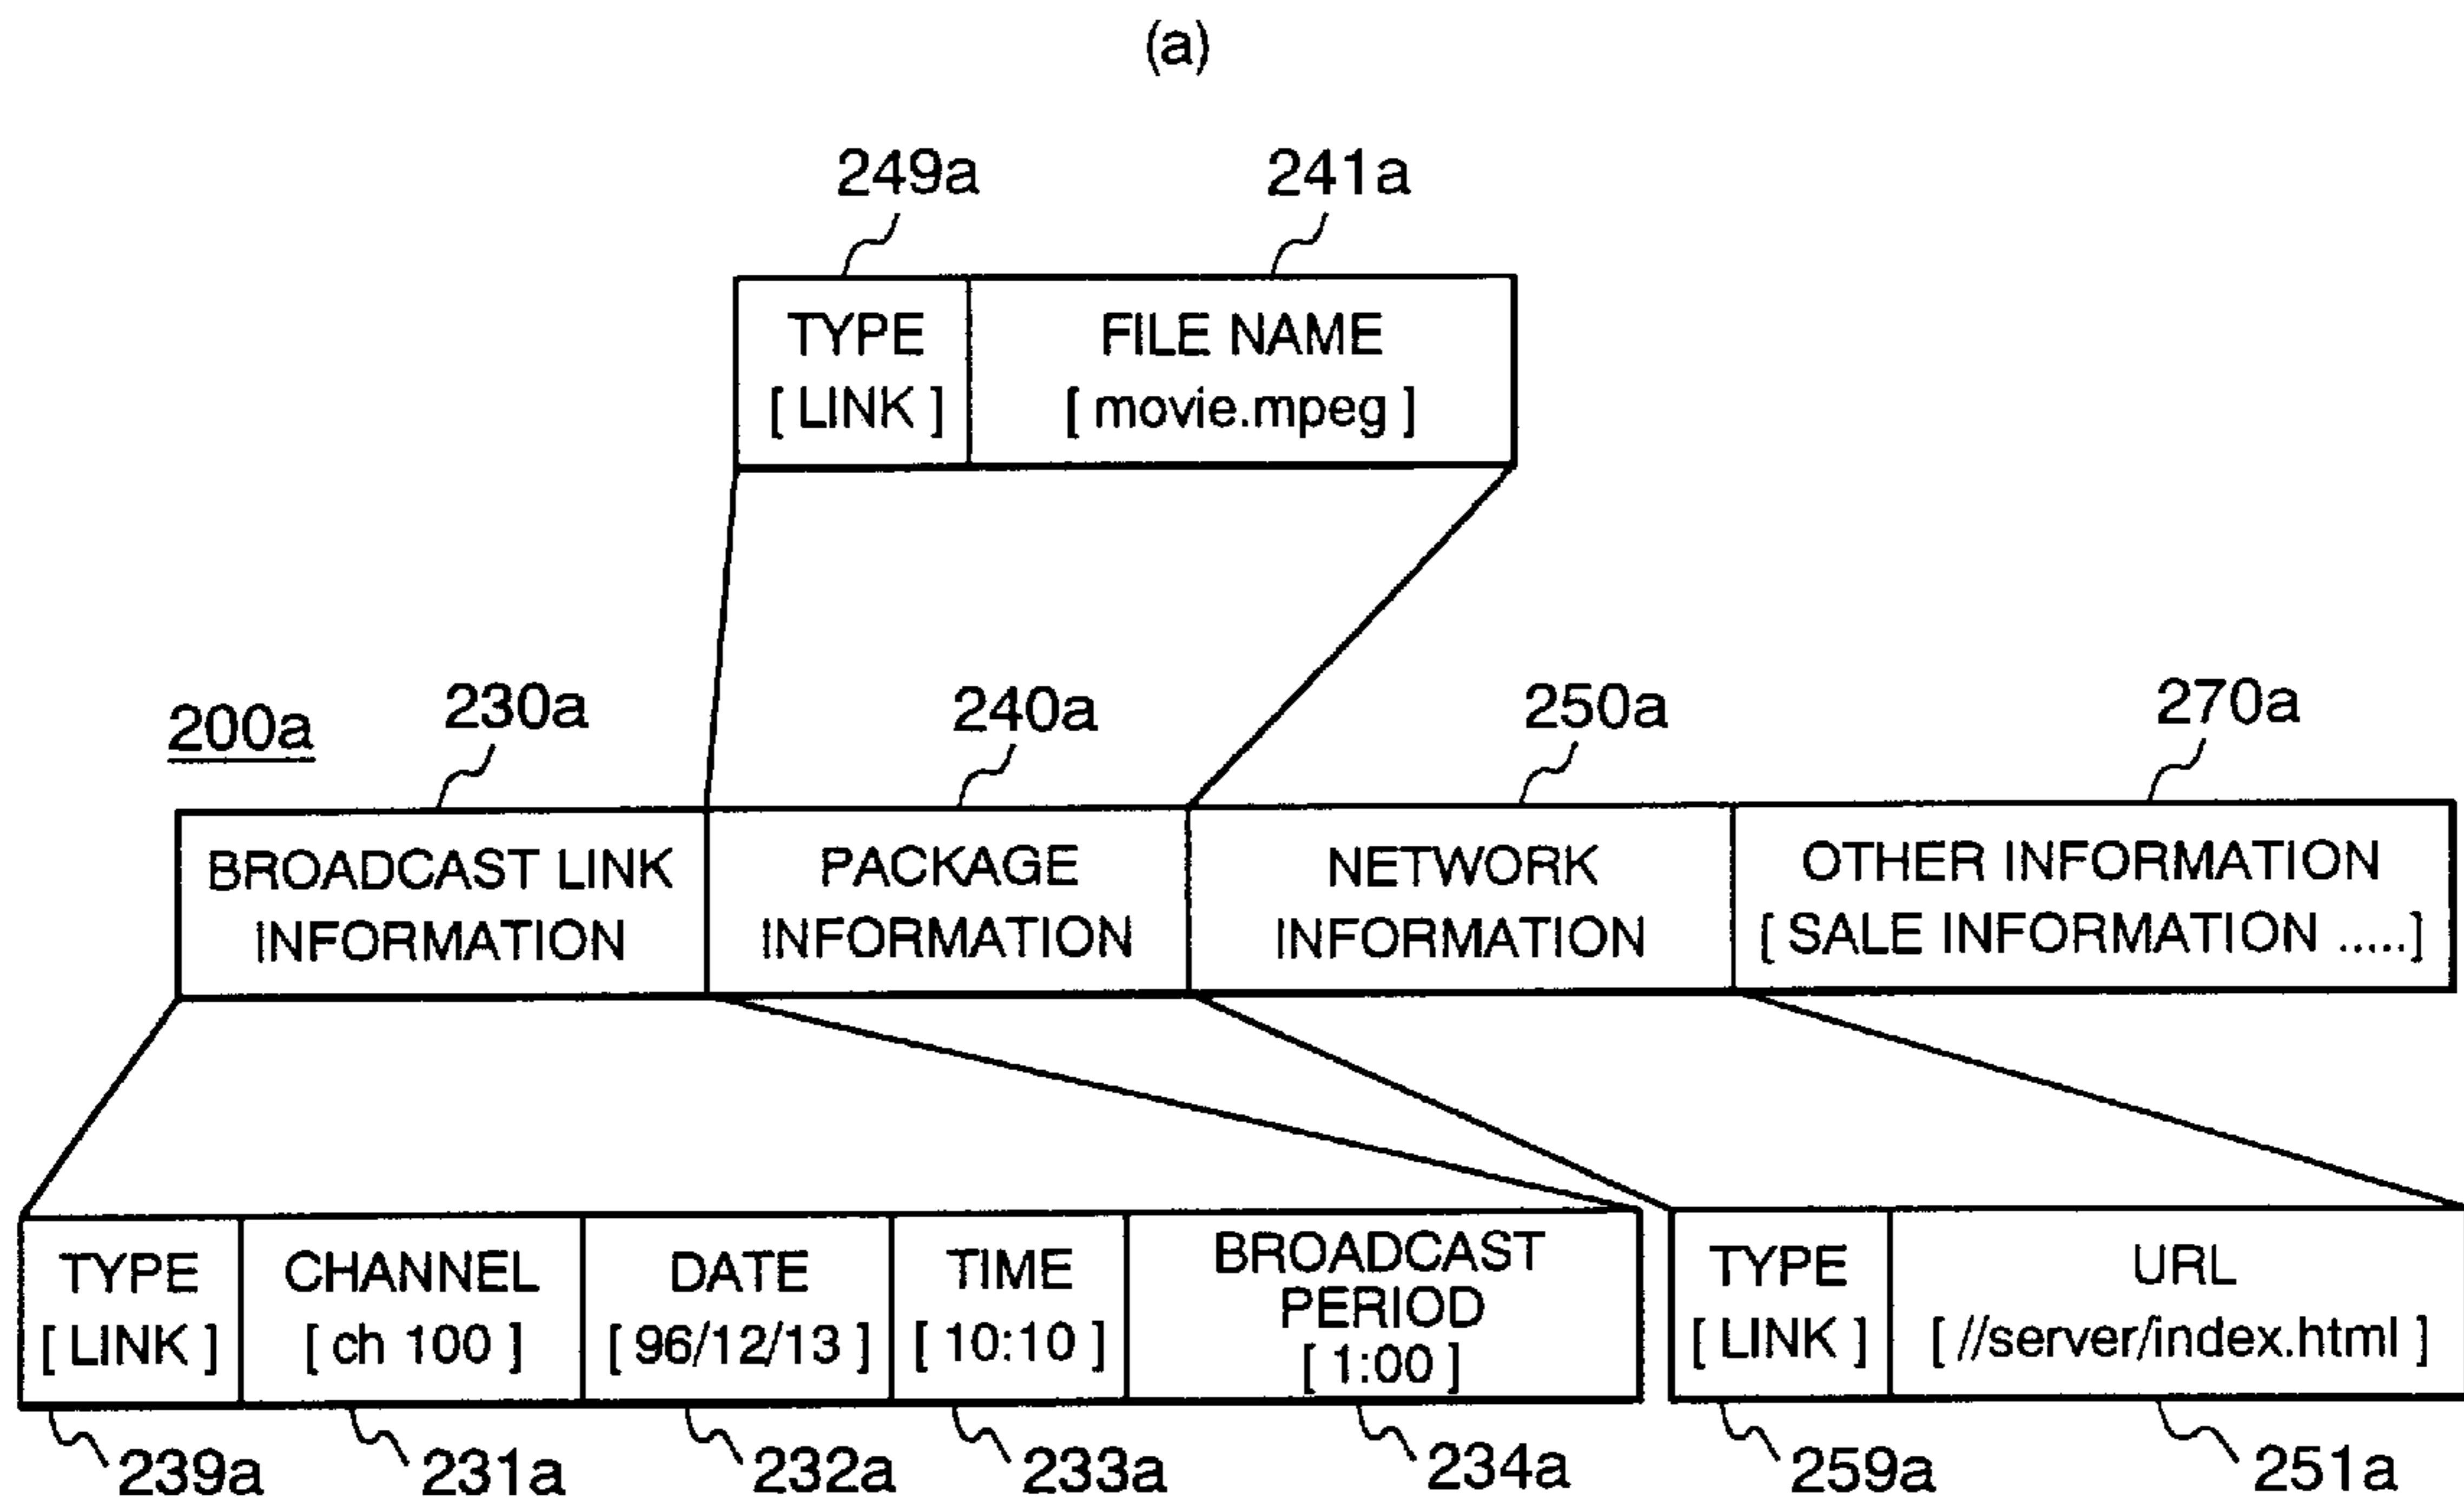 (a)
249a 241a
TYPE FILE NAME
[ LINK ] [ movie.mpeg ]
200a 230a 240a 250a 270a
BROADCAST LINK PACKAGE NETWORK OTHER INFORMATION
INFORMATION INFORMATION INFORMATION [ SALE INFORMATION ..... ]
TYPE CHANNEL DATE TIME BROADCAST PERIOD TYPE URL
[ LINK ] [ ch 100 ] [ 96/12/13 ] [ 10:10 ] [ 1:00 ] [ LINK ] [ //server/index.html ]
239a 231a 232a 233a 234a 259a 251a